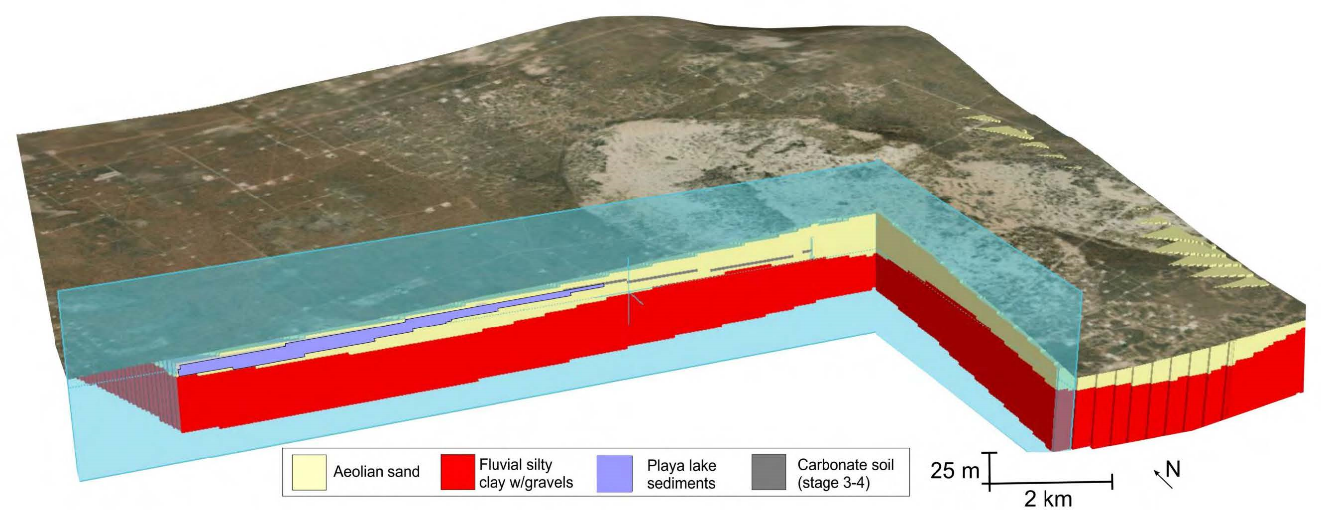 Aeolian sand
Fluvial silty
clay w/gravels
Playa lake
sediments
Carbonate soil
(stage 3-4)
25 m
2 km
N